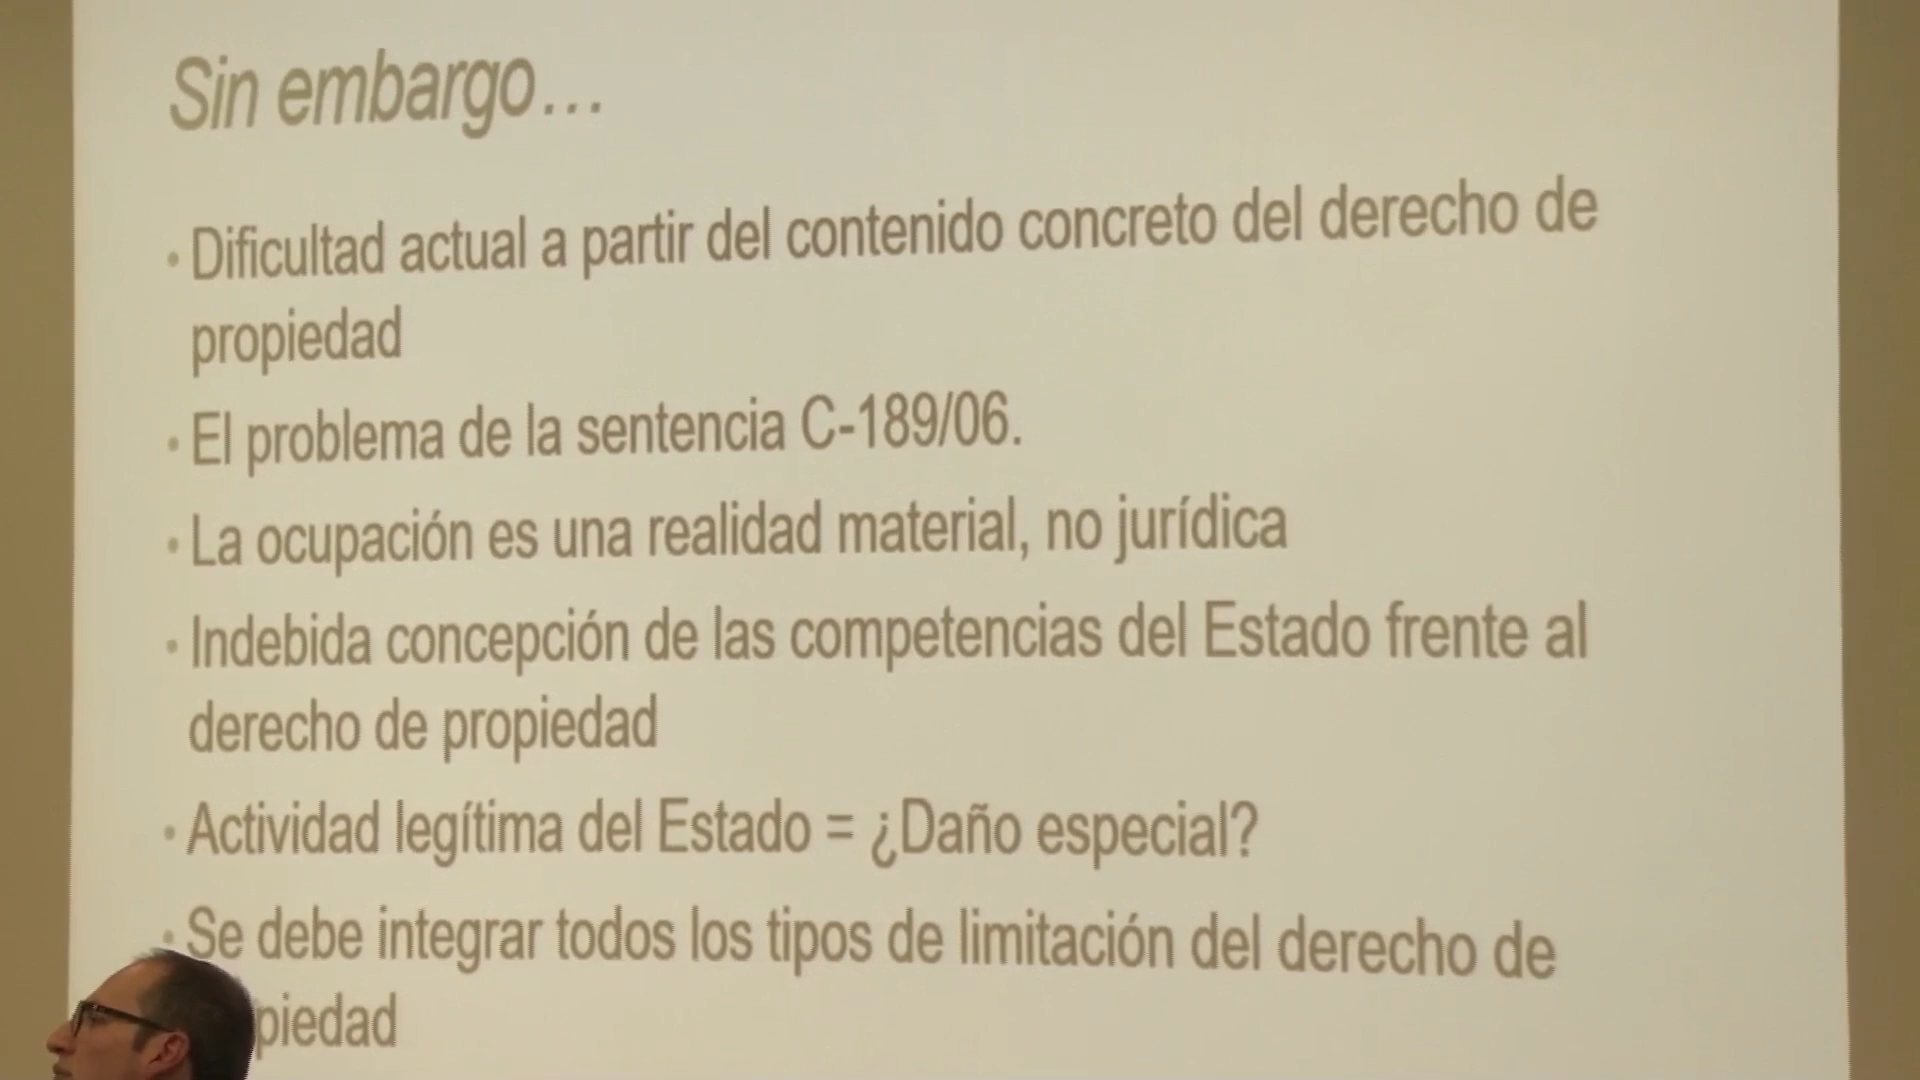 Sin embargo…
• Dificultad actual a partir del contenido concreto del derecho de
propiedad
• El problema de la sentencia C-189/06.
• La ocupación es una realidad material, no jurídica
• Indebida concepción de las competencias del Estado frente al
derecho de propiedad
• Actividad legítima del Estado = ¿Daño especial?
• Se debe integrar todos los tipos de limitación del derecho de
piedad